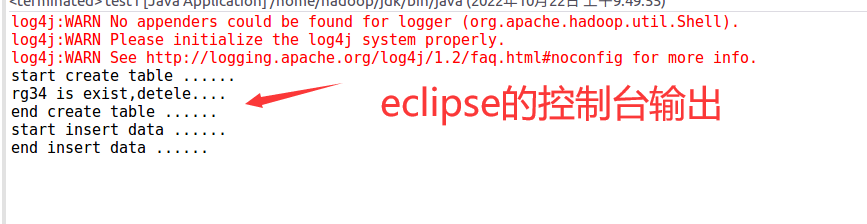 <terminated> test1 [Java Application] /home/hadoop/jdk/bin/java (2022年10月22日 上午9:49:55)
log4j:WARN No appenders could be found for logger (org.apache.hadoop.util.Shell).
log4j:WARN Please initialize the log4j system properly.
log4j:WARN See http://logging.apache.org/log4j/1.2/faq.html#noconfig for more info.
start create table ......
rg34 is exist,detele....
end create table ......
start insert data ......
end insert data ......
eclipse的控制台输出